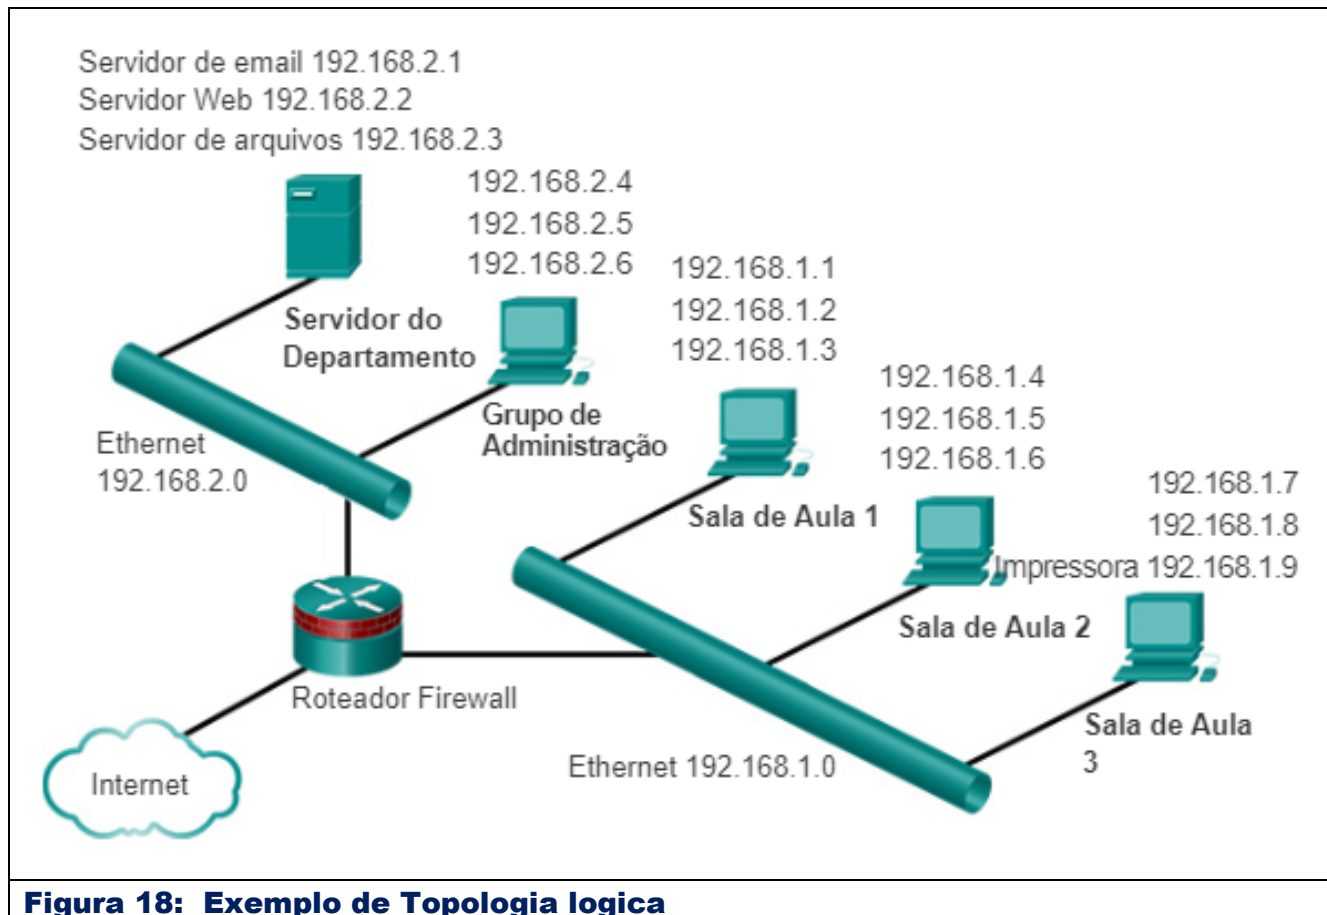 Servidor de email 192.168.2.1
Servidor Web 192.168.2.2
Servidor de arquivos 192.168.2.3
192.168.2.4
192.168.2.5
192.168.2.6
192.168.1.1
192.168.1.2
192.168.1.3
Servidor do
Departamento
192.168.1.4
192.168.1.5
192.168.1.6
Grupo de
Administração
Ethernet
192.168.2.0
192.168.1.7
192.168.1.8
Impressora 192.168.1.9
Sala de Aula 1
Sala de Aula 2
Roteador Firewall
Sala de Aula
3
Ethernet 192.168.1.0
Internet
Figura 18: Exemplo de Topologia logica